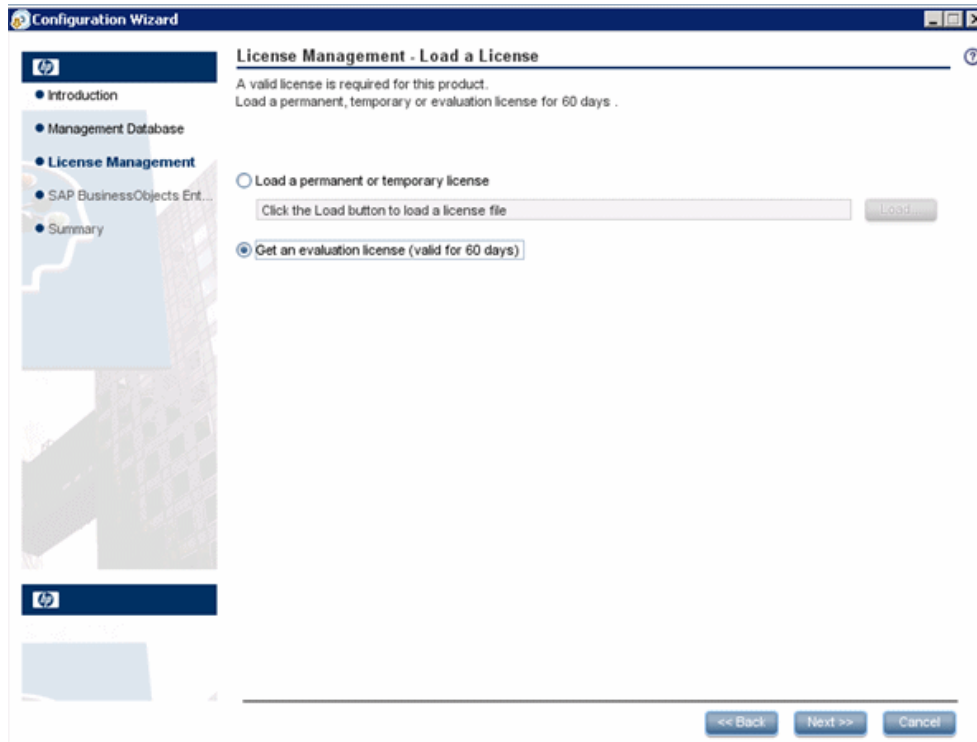 Configuration Wizard
hp
Introduction
Management Database
License Management
SAP BusinessObjects Ent...
Summary
hp
License Management - Load a License
A valid license is required for this product.
Load a permanent, temporary or evaluation license for 60 days .
Load a permanent or temporary license
Click the Load button to load a license file
Load...
Get an evaluation license (valid for 60 days)
<< Back
Next >>
Cancel